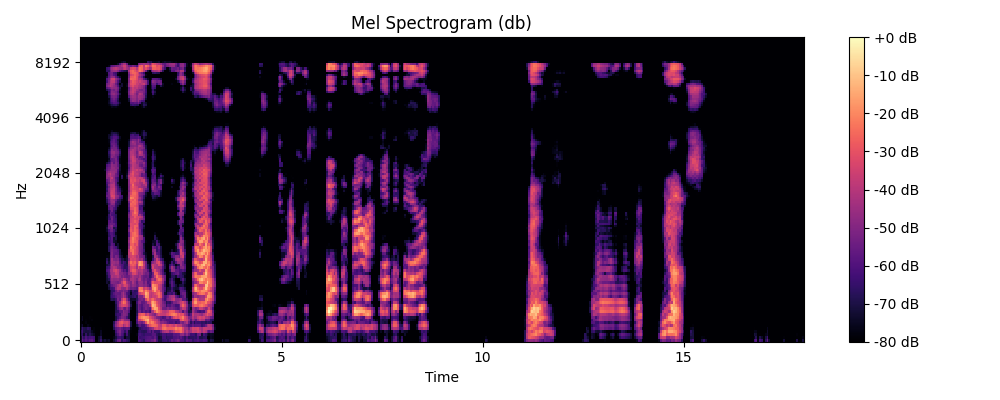 Mel Spectrogram (db)
8192
4096
2048
1024
512
0
Hz
0
5
10
15
Time
+0 dB
-10 dB
-20 dB
-30 dB
-40 dB
-50 dB
-60 dB
-70 dB
-80 dB